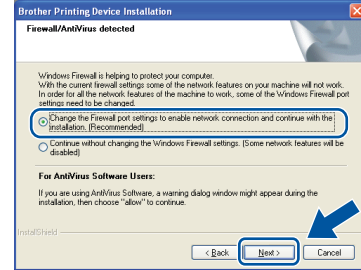 Brother Printing Device Installation
Firewall/AntiVirus detected
Windows Firewall is helping to protect your computer.
With the current firewall settings some of the network features on your machine will not work.
In order for all the network features of the machine to work, some of the Windows Firewall port
settings need to be changed.
Change the Firewall port settings to enable network connection and continue with the
installation. (Recommended)
Continue without changing the Windows Firewall settings. (Some network features will be
disabled)
For AntiVirus Software Users:
If you are using AntiVirus Software, a warning dialog window might appear during the
installation, then choose "allow" to continue.
InstallShield
< Back Next > Cancel